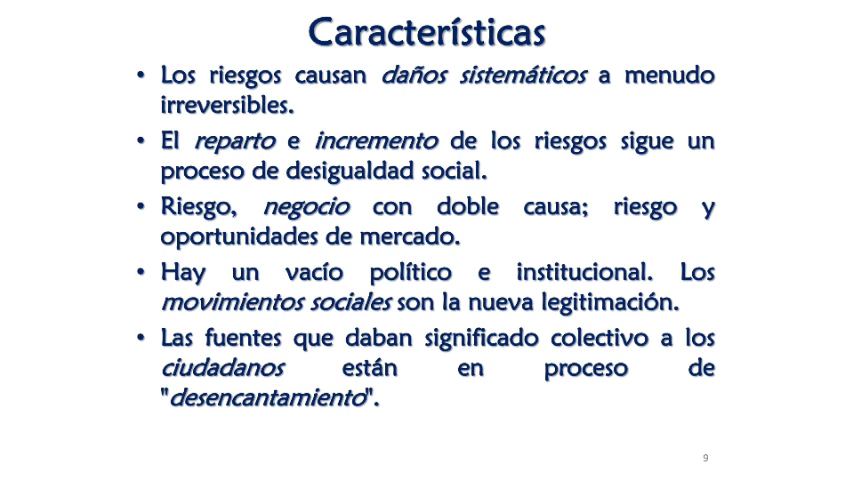 Características
• Los riesgos causan daños sistemáticos a menudo
irreversibles.
• El reparto e incremento de los riesgos sigue un
proceso de desigualdad social.
• Riesgo, negocio con doble causa; riesgo y
oportunidades de mercado.
• Hay un vacío político e institucional. Los
movimientos sociales son la nueva legitimación.
• Las fuentes que daban significado colectivo a los
ciudadanos están en proceso de
"desencantamiento".
9